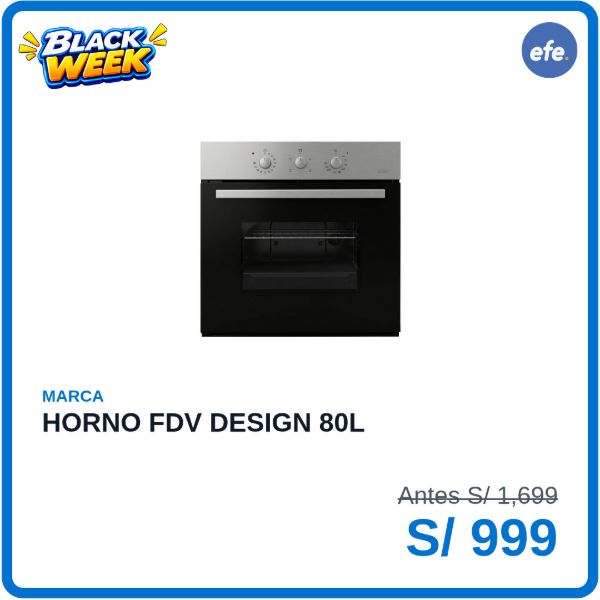 BLACK
WEEK
efe.
MARCA
HORNO FDV DESIGN 80L
Antes S/ 1,699
S/ 999